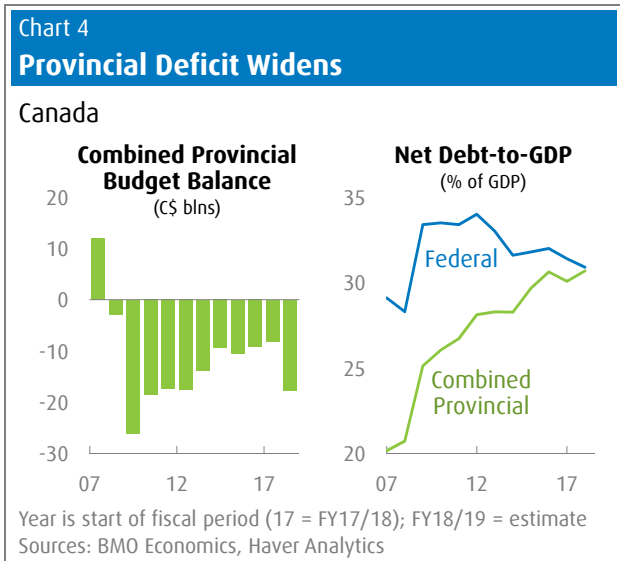 Chart 4
Provincial Deficit Widens
Canada
Combined Provincial
Budget Balance
(C$ blns)
20
10
0
-10
-20
-30
07 12 17
Net Debt-to-GDP
(% of GDP)
35
30
25
20
Federal
Combined
Provincial
07 12 17
Year is start of fiscal period (17 = FY17/18); FY18/19 = estimate
Sources: BMO Economics, Haver Analytics